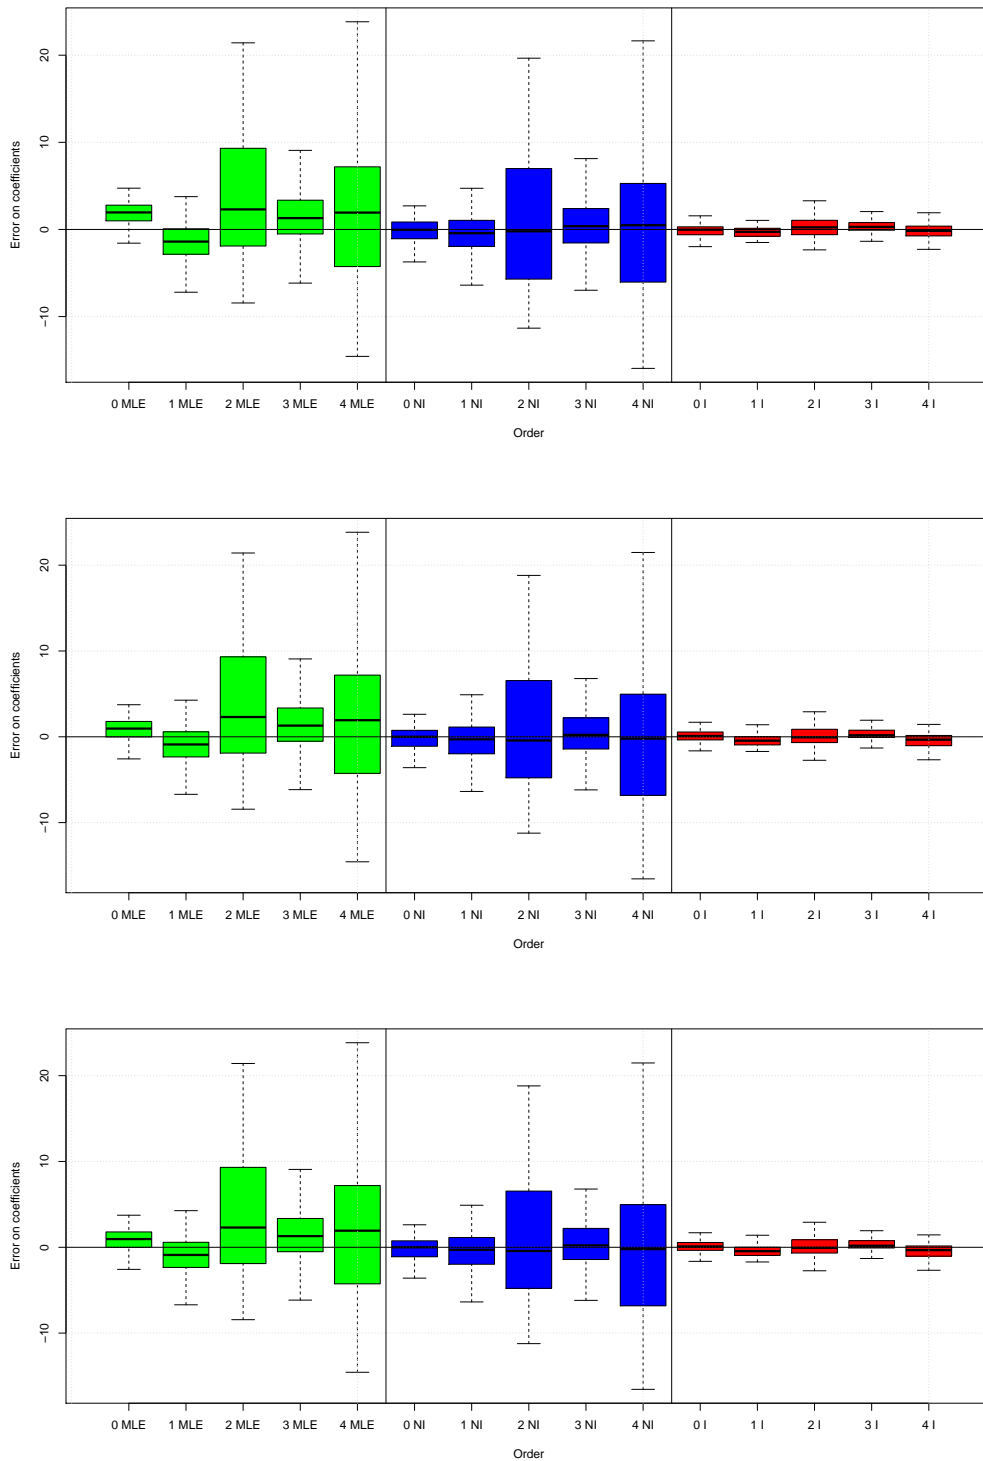 20
10
0
−10
Error on coefficients
0 MLE 1 MLE 2 MLE 3 MLE 4 MLE 0 NI 1 NI 2 NI 3 NI 4 NI 0 I 1 I 2 I 3 I 4 I
Order
20
10
0
−10
Error on coefficients
0 MLE 1 MLE 2 MLE 3 MLE 4 MLE 0 NI 1 NI 2 NI 3 NI 4 NI 0 I 1 I 2 I 3 I 4 I
Order
20
10
0
−10
Error on coefficients
0 MLE 1 MLE 2 MLE 3 MLE 4 MLE 0 NI 1 NI 2 NI 3 NI 4 NI 0 I 1 I 2 I 3 I 4 I
Order